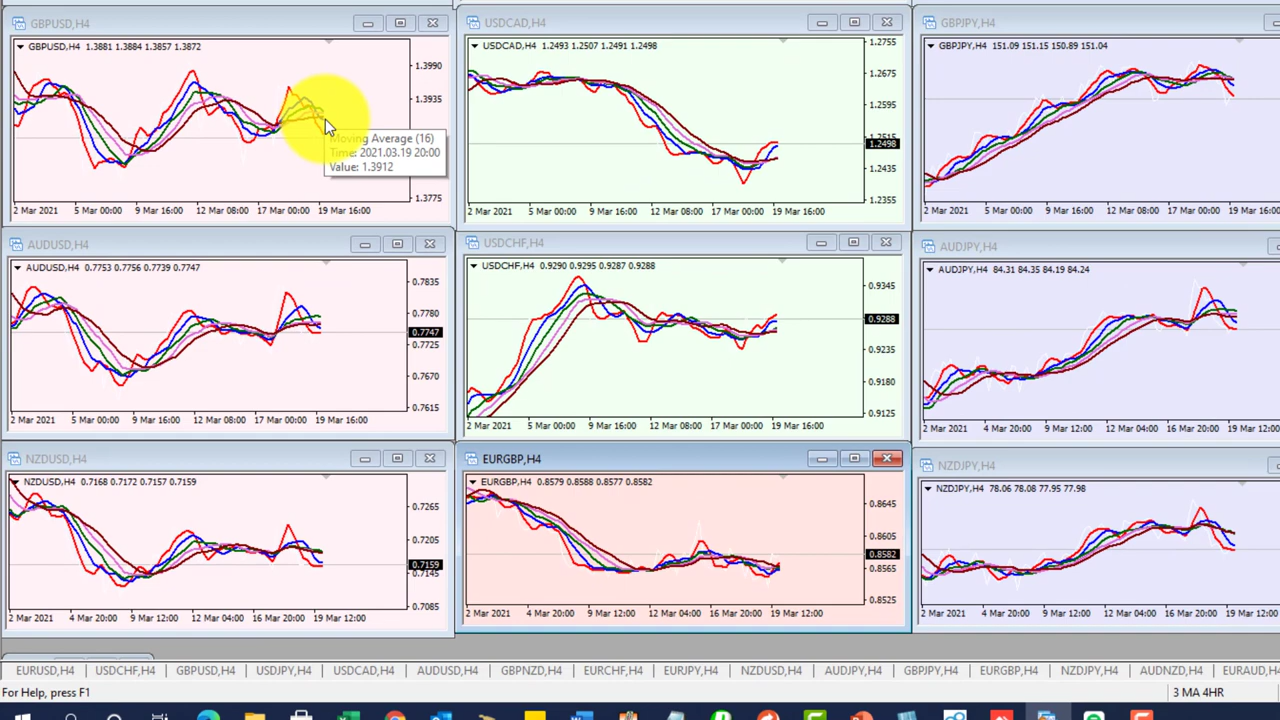 GBPUSD,H4
GBPUSD,H4 1.3881 1.3884 1.3857 1.3872
1.3990
1.3935
Moving Average (16)
Time: 2021.03.19 20:00
Value: 1.3912
1.3775
2 Mar 2021 5 Mar 00:00 9 Mar 16:00 12 Mar 08:00 17 Mar 00:00 19 Mar 16:00
USDCAD,H4
USDCAD,H4 1.2493 1.2507 1.2491 1.2498
1.2755
1.2675
1.2595
1.2515
1.2498
1.2435
1.2355
2 Mar 2021 5 Mar 00:00 9 Mar 16:00 12 Mar 08:00 17 Mar 00:00 19 Mar 16:00
GBPJPY,H4
GBPJPY,H4 151.09 151.15 150.89 151.04
2 Mar 2021 5 Mar 00:00 9 Mar 16:00 12 Mar 08:00 17 Mar 00:00 19 Mar 16:00
AUDUSD,H4
AUDUSD,H4 0.7753 0.7756 0.7739 0.7747
0.7835
0.7780
0.7747
0.7725
0.7670
0.7615
2 Mar 2021 5 Mar 00:00 9 Mar 16:00 12 Mar 08:00 17 Mar 00:00 19 Mar 16:00
USDCHF,H4
USDCHF,H4 0.9290 0.9295 0.9287 0.9288
0.9345
0.9288
0.9235
0.9180
0.9125
2 Mar 2021 5 Mar 00:00 9 Mar 16:00 12 Mar 08:00 17 Mar 00:00 19 Mar 16:00
AUDJPY,H4
AUDJPY,H4 84.31 84.35 84.19 84.24
2 Mar 2021 4 Mar 20:00 9 Mar 12:00 12 Mar 04:00 16 Mar 20:00 19 Mar 12:00
NZDUSD,H4
NZDUSD,H4 0.7168 0.7172 0.7157 0.7159
0.7265
0.7205
0.7159
0.7145
0.7085
2 Mar 2021 4 Mar 20:00 9 Mar 12:00 12 Mar 04:00 16 Mar 20:00 19 Mar 12:00
EURGBP,H4
EURGBP,H4 0.8579 0.8588 0.8577 0.8582
0.8645
0.8605
0.8582
0.8565
0.8525
2 Mar 2021 4 Mar 20:00 9 Mar 12:00 12 Mar 04:00 16 Mar 20:00 19 Mar 12:00
NZDJPY,H4
NZDJPY,H4 78.06 78.08 77.95 77.98
2 Mar 2021 4 Mar 20:00 9 Mar 12:00 12 Mar 04:00 16 Mar 20:00 19 Mar 12:00
EURUSD,H4 USDCHF,H4 GBPUSD,H4 USDJPY,H4 USDCAD,H4 AUDUSD,H4 GBPNZD,H4 EURCHF,H4 EURJPY,H4 NZDUSD,H4 AUDJPY,H4 GBPJPY,H4 EURGBP,H4 NZDJPY,H4 AUDNZD,H4 EURAUD,H4
For Help, press F1
3 MA 4HR